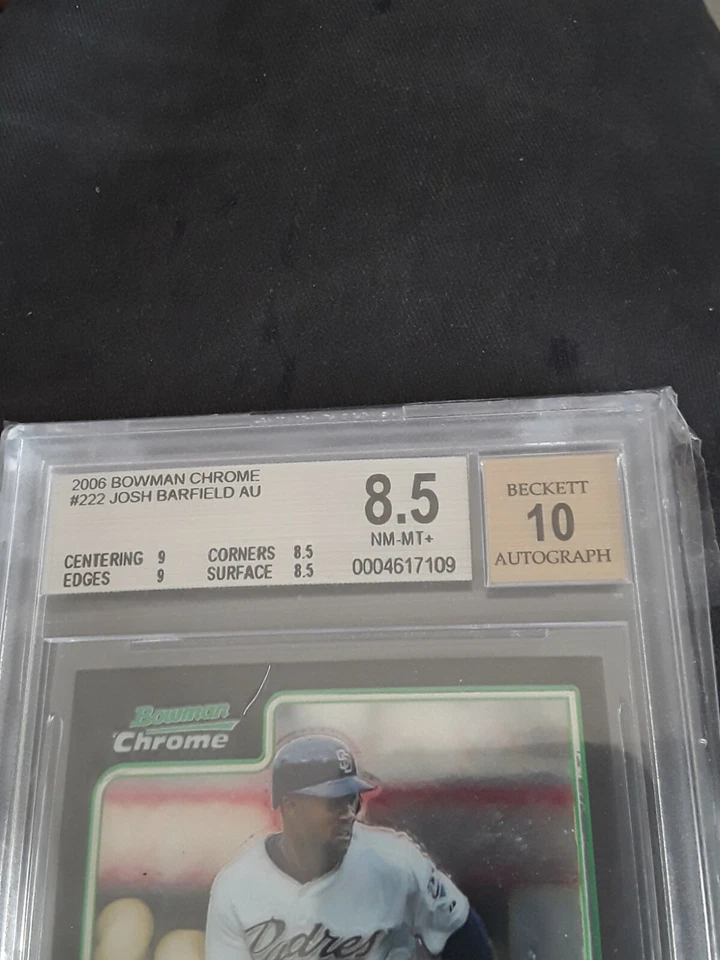 2006 BOWMAN CHROME
#222 JOSH BARFIELD AU
8.5
NM-MT+
CENTERING 9 CORNERS 8.5
EDGES 9 SURFACE 8.5
0004617109
BECKETT
10
AUTOGRAPH
Bowman
Chrome
SD
Padres